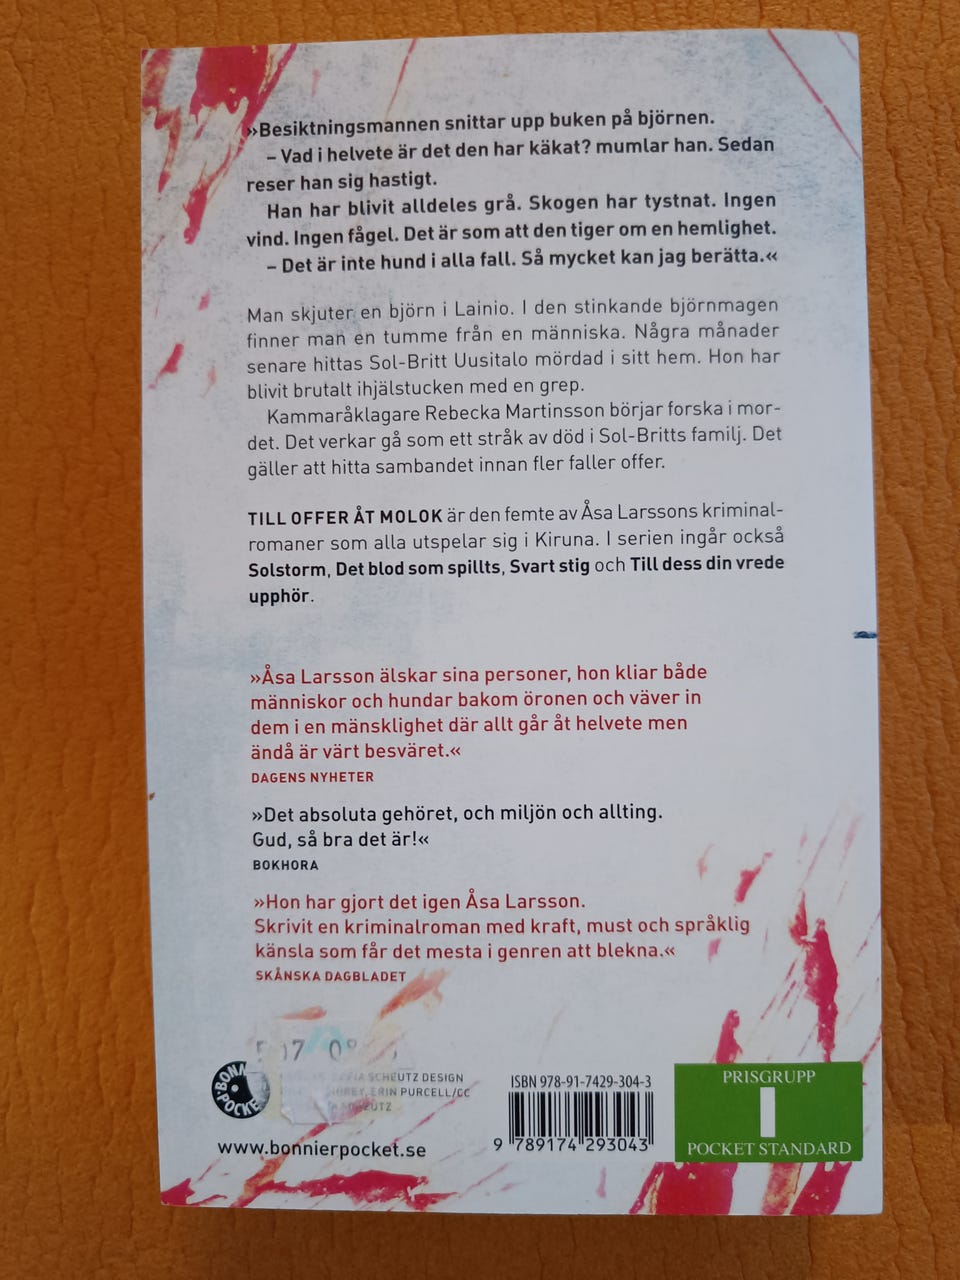 »Besiktningsmannen snittar upp buken på björnen.
– Vad i helvete är det den har käkat? mumlar han. Sedan
reser han sig hastigt.
Han har blivit alldeles grå. Skogen har tystnat. Ingen
vind. Ingen fågel. Det är som att den tiger om en hemlighet.
– Det är inte hund i alla fall. Så mycket kan jag berätta.«
Man skjuter en björn i Lainio. I den stinkande björnmagen
finner man en tumme från en människa. Några månader
senare hittas Sol-Britt Uusitalo mördad i sitt hem. Hon har
blivit brutalt ihjälstucken med en grep.
Kammaråklagare Rebecka Martinsson börjar forska i mor-
det. Det verkar gå som ett stråk av död i Sol-Britts familj. Det
gäller att hitta sambandet innan fler faller offer.
TILL OFFER ÅT MOLOK är den femte av Åsa Larssons kriminal-
romaner som alla utspelar sig i Kiruna. I serien ingår också
Solstorm, Det blod som spillts, Svart stig och Till dess din vrede
upphör.
»Åsa Larsson älskar sina personer, hon kliar både
människor och hundar bakom öronen och väver in
dem i en mänsklighet där allt går åt helvete men
ändå är värt besväret.«
DAGENS NYHETER
»Det absoluta gehöret, och miljön och allting.
Gud, så bra det är!«
BOKHORA
»Hon har gjort det igen Åsa Larsson.
Skrivit en kriminalroman med kraft, must och språklig
känsla som får det mesta i genren att blekna.«
SKÅNSKA DAGBLADET
SCHEUTZ DESIGN
ERIN PURCELL/CC
www.bonnierpocket.se
ISBN 978-91-7429-304-3
9 789174 293043
PRISGRUPP
POCKET STANDARD